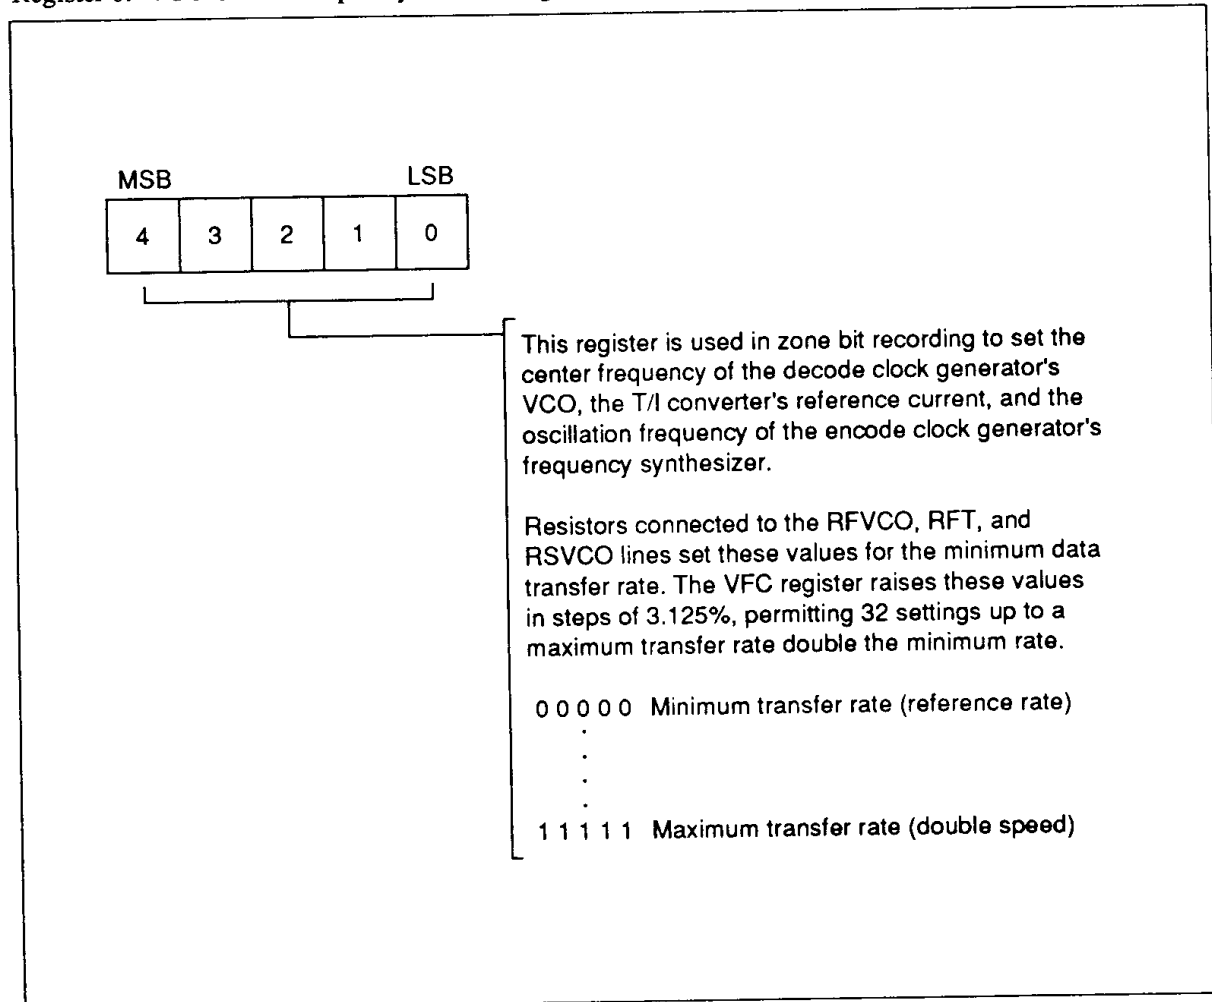 MSB LSB
4 3 2 1 0
This register is used in zone bit recording to set the
center frequency of the decode clock generator's
VCO, the T/I converter's reference current, and the
oscillation frequency of the encode clock generator's
frequency synthesizer.
Resistors connected to the RFVCO, RFT, and
RSVCO lines set these values for the minimum data
transfer rate. The VFC register raises these values
in steps of 3.125%, permitting 32 settings up to a
maximum transfer rate double the minimum rate.
0 0 0 0 0 Minimum transfer rate (reference rate)
.
.
.
.
1 1 1 1 1 Maximum transfer rate (double speed)